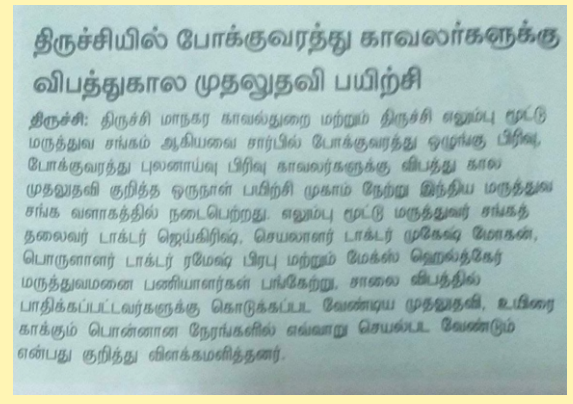 திருச்சியில் போக்குவரத்து காவலர்களுக்கு
விபத்துகால முதலுதவி பயிற்சி
திருச்சி: திருச்சி மாநகர காவல்துறை மற்றும் திருச்சி எலும்பு மூட்டு
மருத்துவ சங்கம் ஆகியவை சார்பில் போக்குவரத்து ஒழுங்கு பிரிவு,
போக்குவரத்து புலனாய்வு பிரிவு காவலர்களுக்கு விபத்து கால
முதலுதவி குறித்த ஒருநாள் பயிற்சி முகாம் நேற்று இந்திய மருத்துவ
சங்க வளாகத்தில் நடைபெற்றது. எலும்பு மூட்டு மருத்துவர் சங்கத்
தலைவர் டாக்டர் ஜெய்கிரிஷ், செயலாளர் டாக்டர் முகேஷ் மோகன்,
பொருளாளர் டாக்டர் ரமேஷ் பிரபு மற்றும் மேக்ஸ் ஹெல்த்கேர்
மருத்துவமனை பணியாளர்கள் பங்கேற்று, சாலை விபத்தில்
பாதிக்கப்பட்டவர்களுக்கு கொடுக்கப்பட வேண்டிய முதலுதவி, உயிரை
காக்கும் பொன்னான நேரங்களில் எவ்வாறு செயல்பட வேண்டும்
என்பது குறித்து விளக்கமளித்தனர்.